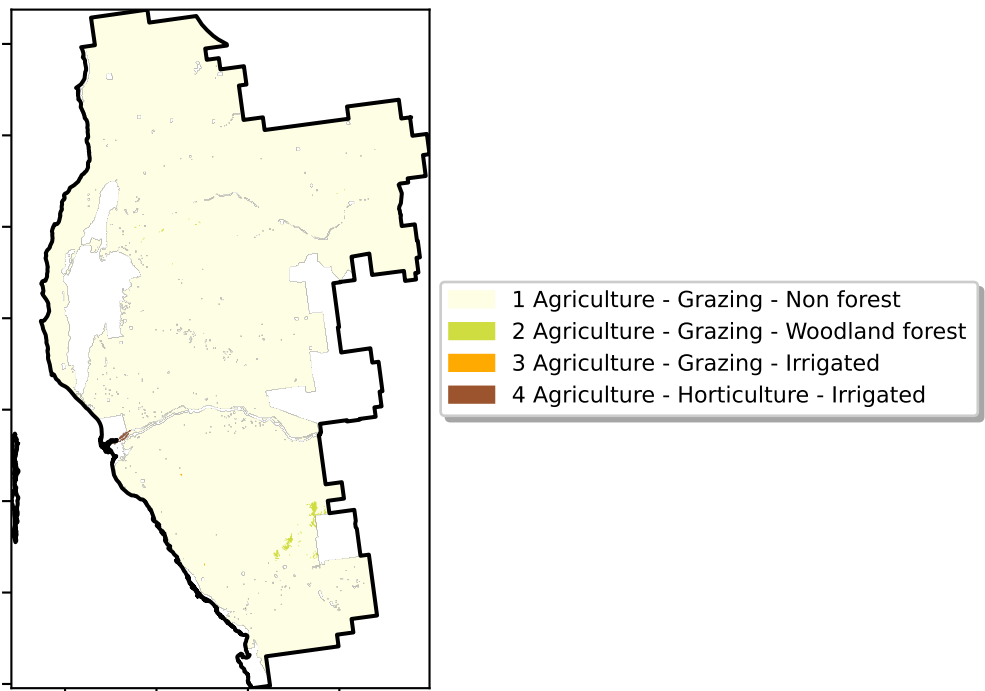 1 Agriculture - Grazing - Non forest
2 Agriculture - Grazing - Woodland forest
3 Agriculture - Grazing - Irrigated
4 Agriculture - Horticulture - Irrigated